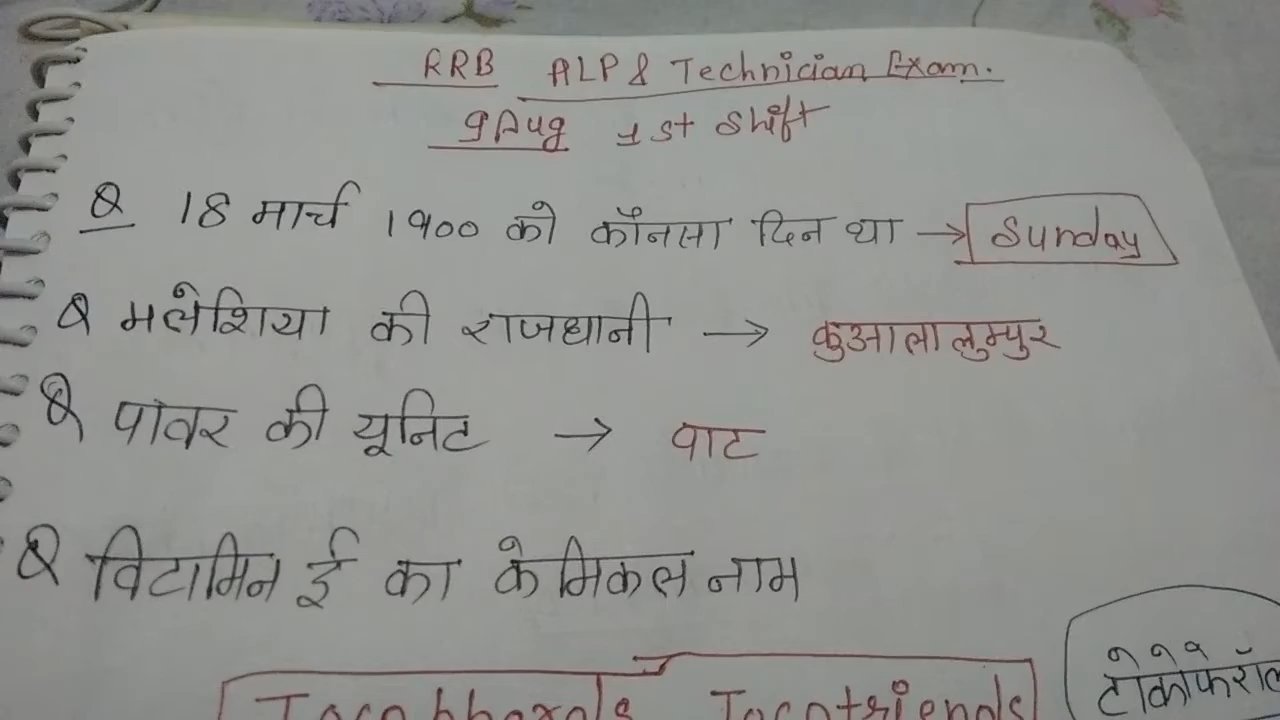 RRB ALP & Technician Exam.
9 Aug 1st Shift
Q 18 मार्च 1900 को कौनसा दिन था → Sunday
Q मलेशिया की राजधानी → कुआलालुम्पुर
Q पावर की यूनिट → वाट
Q विटामिन ई का केमिकल नाम
टोकोफेरॉल